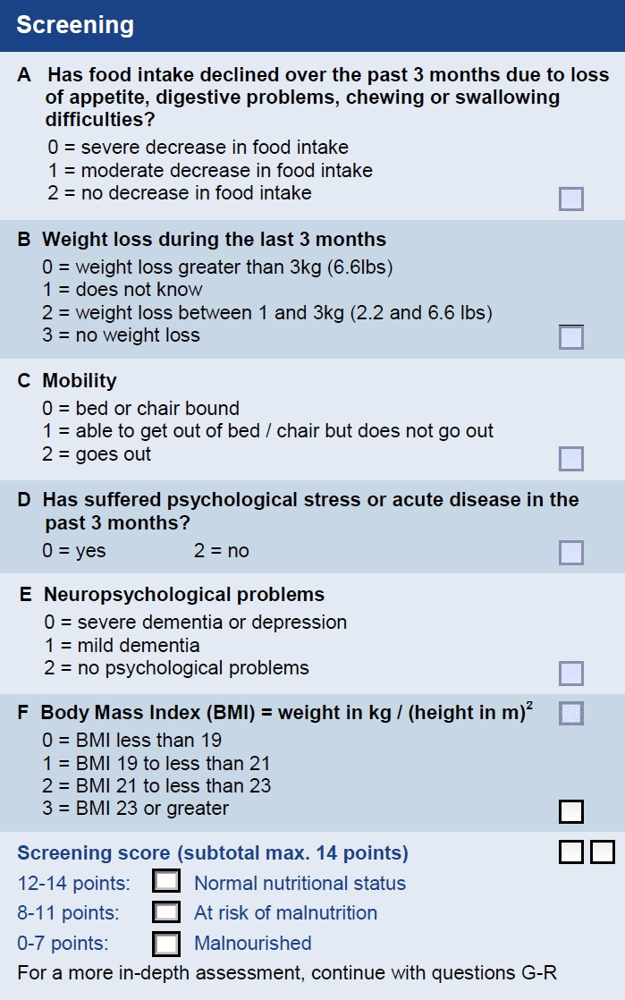 Screening
A Has food intake declined over the past 3 months due to loss
of appetite, digestive problems, chewing or swallowing
difficulties?
0 = severe decrease in food intake
1 = moderate decrease in food intake
2 = no decrease in food intake
B Weight loss during the last 3 months
0 = weight loss greater than 3kg (6.6lbs)
1 = does not know
2 = weight loss between 1 and 3kg (2.2 and 6.6 lbs)
3 = no weight loss
C Mobility
0 = bed or chair bound
1 = able to get out of bed / chair but does not go out
2 = goes out
D Has suffered psychological stress or acute disease in the
past 3 months?
0 = yes 2 = no
E Neuropsychological problems
0 = severe dementia or depression
1 = mild dementia
2 = no psychological problems
F Body Mass Index (BMI) = weight in kg / (height in m)²
0 = BMI less than 19
1 = BMI 19 to less than 21
2 = BMI 21 to less than 23
3 = BMI 23 or greater
Screening score (subtotal max. 14 points)
12-14 points: Normal nutritional status
8-11 points: At risk of malnutrition
0-7 points: Malnourished
For a more in-depth assessment, continue with questions G-R